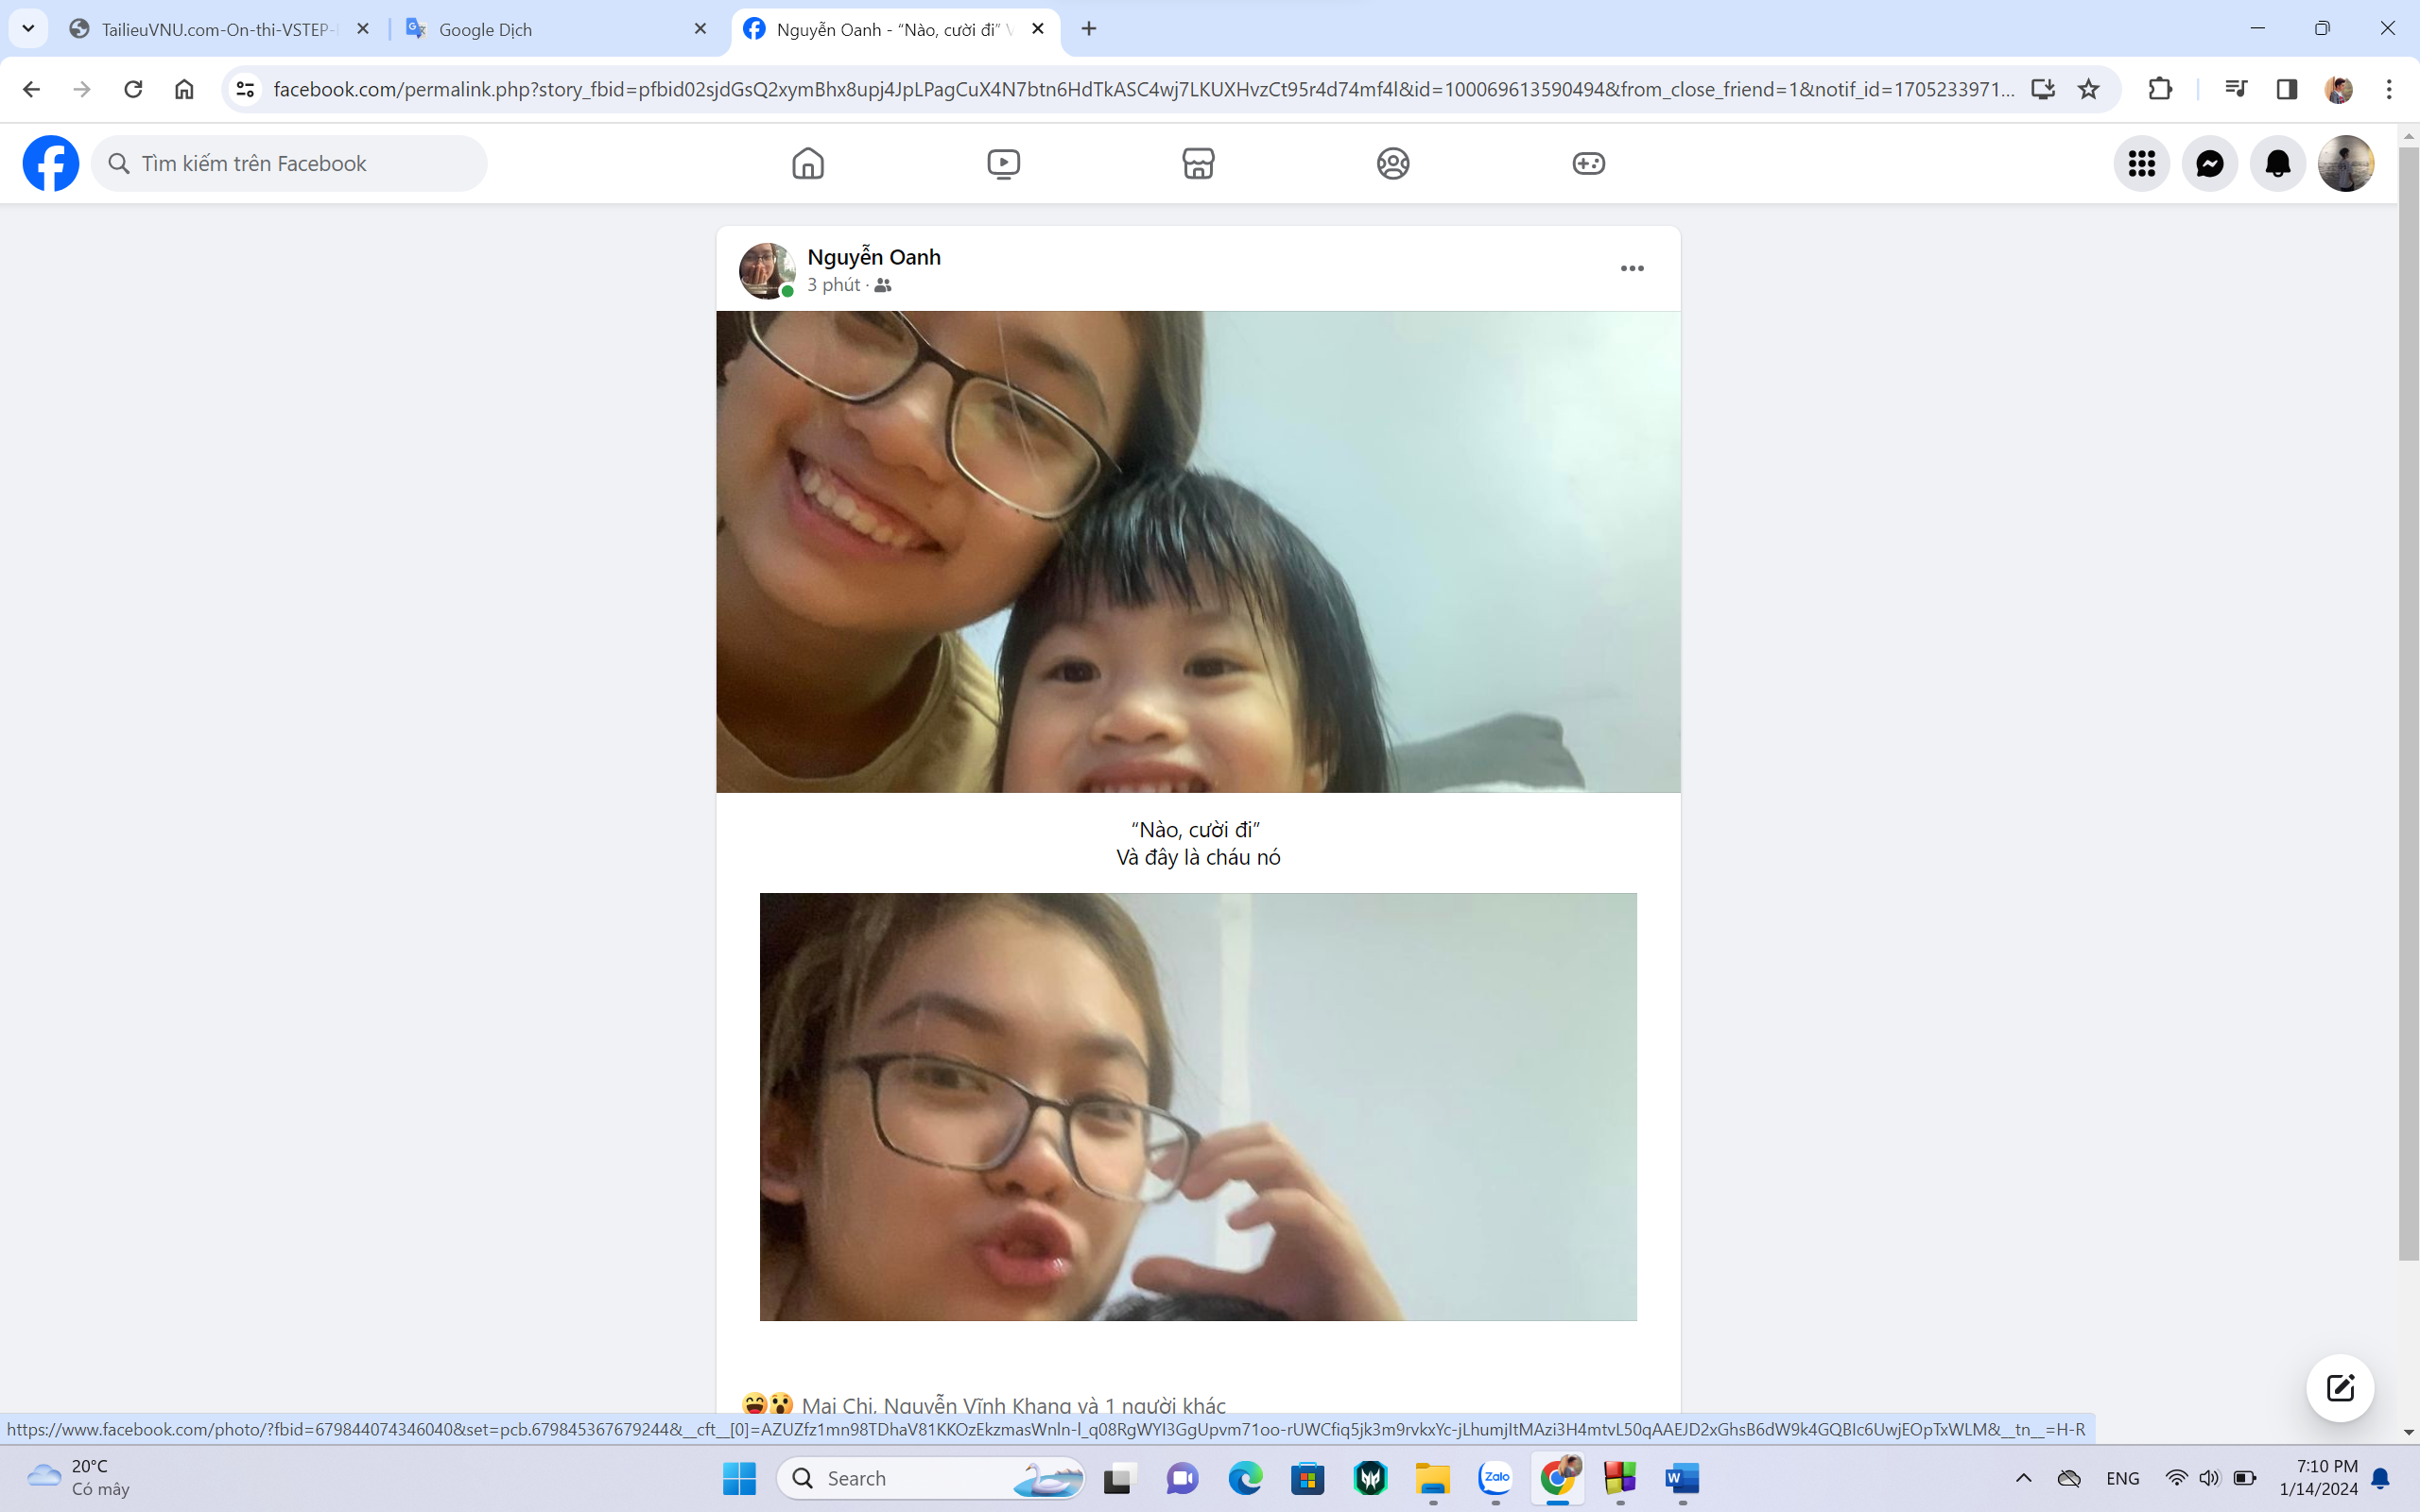 TailieuVNU.com-On-thi-VSTEP-
Google Dịch
Nguyễn Oanh - “Nào, cười đi” V
facebook.com/permalink.php?story_fbid=pfbid02sjdGsQ2xymBhx8upj4JpLPagCuX4N7btn6HdTkASC4wj7LKUXHvzCt95r4d74mf4l&id=100069613590494&from_close_friend=1&notif_id=1705233971...
Tìm kiếm trên Facebook
Nguyễn Oanh
3 phút ·
“Nào, cười đi”
Và đây là cháu nó
Mai Chi, Nguyễn Vĩnh Khang và 1 người khác
https://www.facebook.com/photo/?fbid=679844074346040&set=pcb.679845367679244&__cft__[0]=AZUZfz1mn98TDhaV81KKOzEkzmasWnln-l_q08RgWYI3GgUpvm71oo-rUWCfiq5jk3m9rvkxYc-jLhumjItMAzi3H4mtvL50qAAEJD2xGhsB6dW9k4GQBIc6UwjEOpTxWLM&__tn__=H-R
20°C
Có mây
Search
Zalo
ENG
7:10 PM
1/14/2024